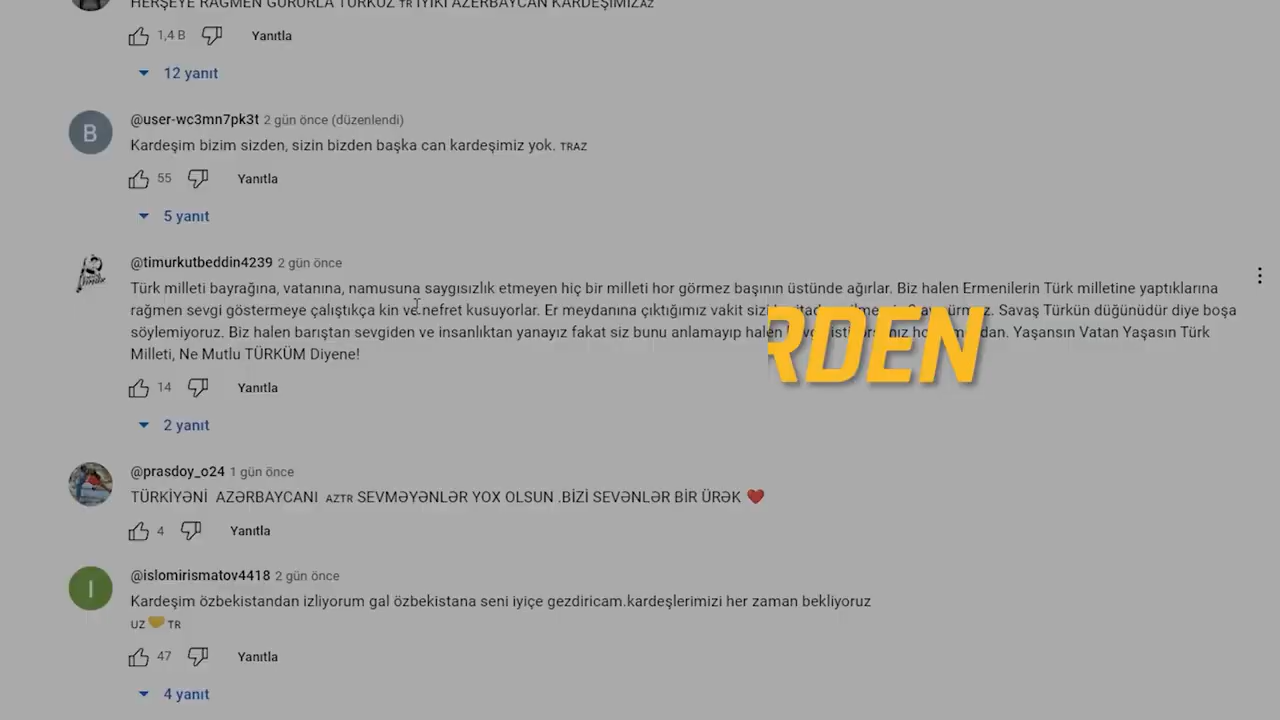 HERŞEYE RAĞMEN GURURLA TÜRKÜZ TR İYİKİ AZERBAYCAN KARDEŞİMİZAZ
1,4 B Yanıtla
12 yanıt
B
@user-wc3mn7pk3t 2 gün önce (düzenlendi)
Kardeşim bizim sizden, sizin bizden başka can kardeşimiz yok. TRAZ
55 Yanıtla
5 yanıt
@timurkutbeddin4239 2 gün önce
Türk milleti bayrağına, vatanına, namusuna saygısızlık etmeyen hiç bir milleti hor görmez başının üstünde ağırlar. Biz halen Ermenilerin Türk milletine yaptıklarına
rağmen sevgi göstermeye çalıştıkça kin ve nefret kusuyorlar. Er meydanına çıktığımız vakit sizi Savaş Türkün düğünüdür diye boşa
söylemiyoruz. Biz halen barıştan sevgiden ve insanlıktan yanayız fakat siz bunu anlamayıp halen Yaşansın Vatan Yaşasın Türk
Milleti, Ne Mutlu TÜRKÜM Diyene!
RDEN
14 Yanıtla
2 yanıt
@prasdoy_o24 1 gün önce
TÜRKİYƏNİ AZƏRBAYCANI AZTR SEVMƏYƏNLƏR YOX OLSUN .BİZİ SEVƏNLƏR BİR ÜRƏK ❤️
4 Yanıtla
I
@islomirismatov4418 2 gün önce
Kardeşim özbekistandan izliyorum gal özbekistana seni iyiçe gezdiricam.kardeşlerimizi her zaman bekliyoruz
UZ 🤝 TR
47 Yanıtla
4 yanıt